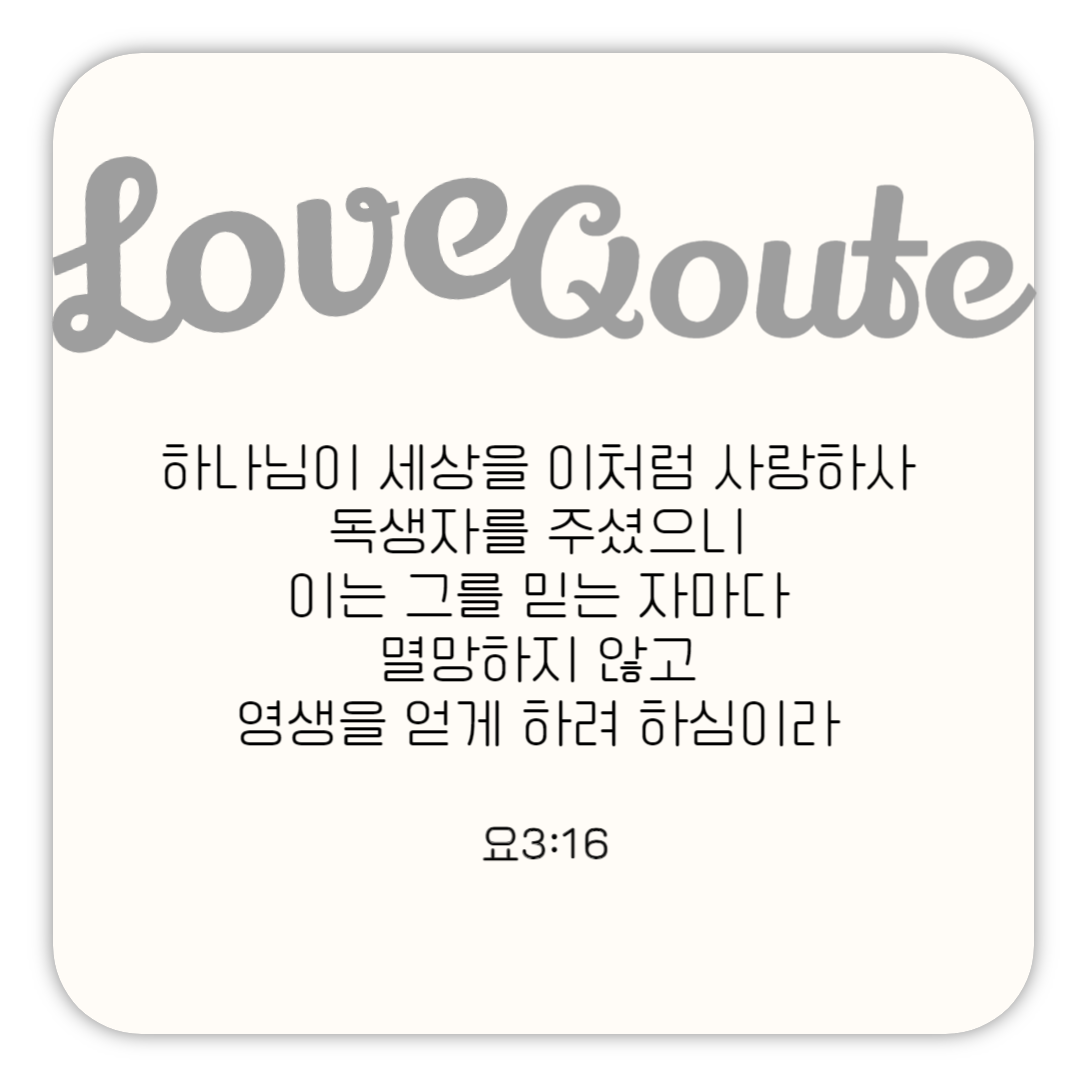 LoveQoute
하나님이 세상을 이처럼 사랑하사
독생자를 주셨으니
이는 그를 믿는 자마다
멸망하지 않고
영생을 얻게 하려 하심이라
요3:16